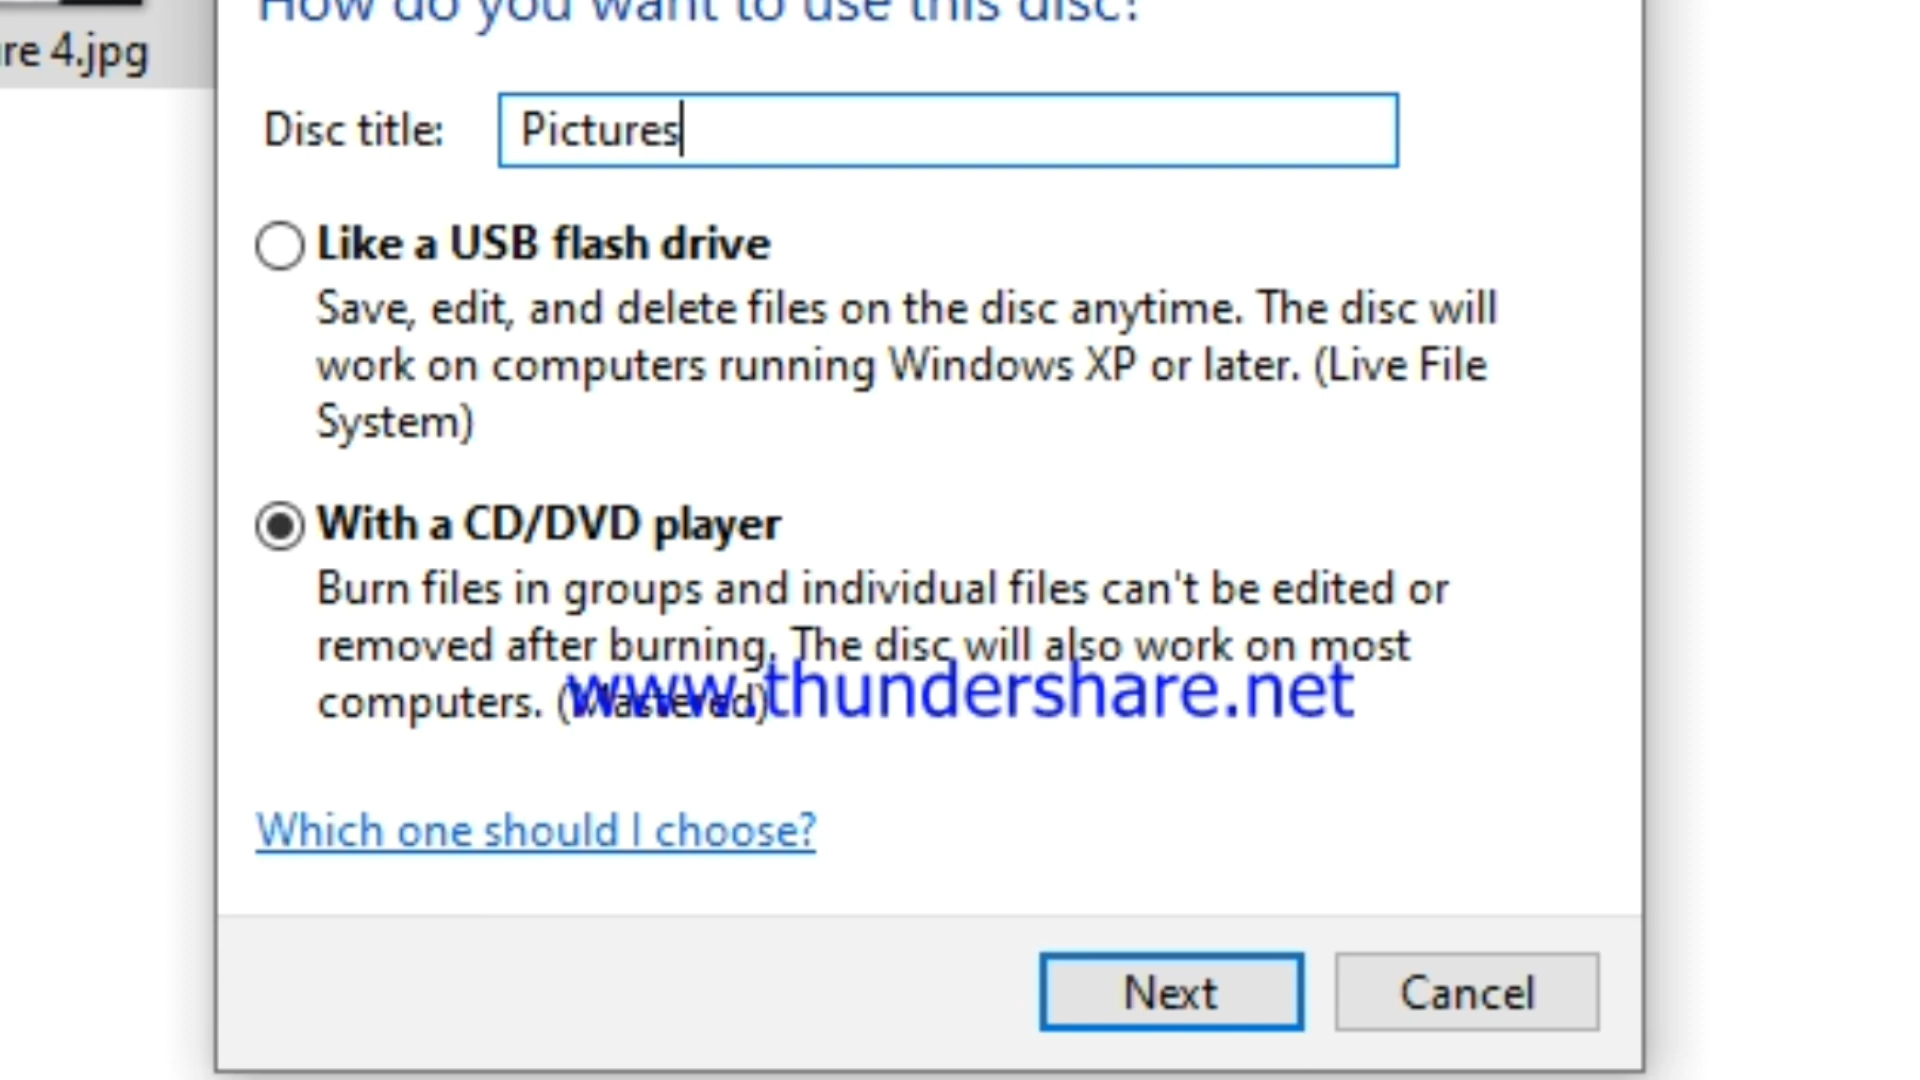 How do you want to use this disc?
re 4.jpg
Disc title: Pictures
Like a USB flash drive
Save, edit, and delete files on the disc anytime. The disc will
work on computers running Windows XP or later. (Live File
System)
With a CD/DVD player
Burn files in groups and individual files can't be edited or
removed after burning. The disc will also work on most
computers. (Mastered)
www.thundershare.net
Which one should I choose?
Next Cancel